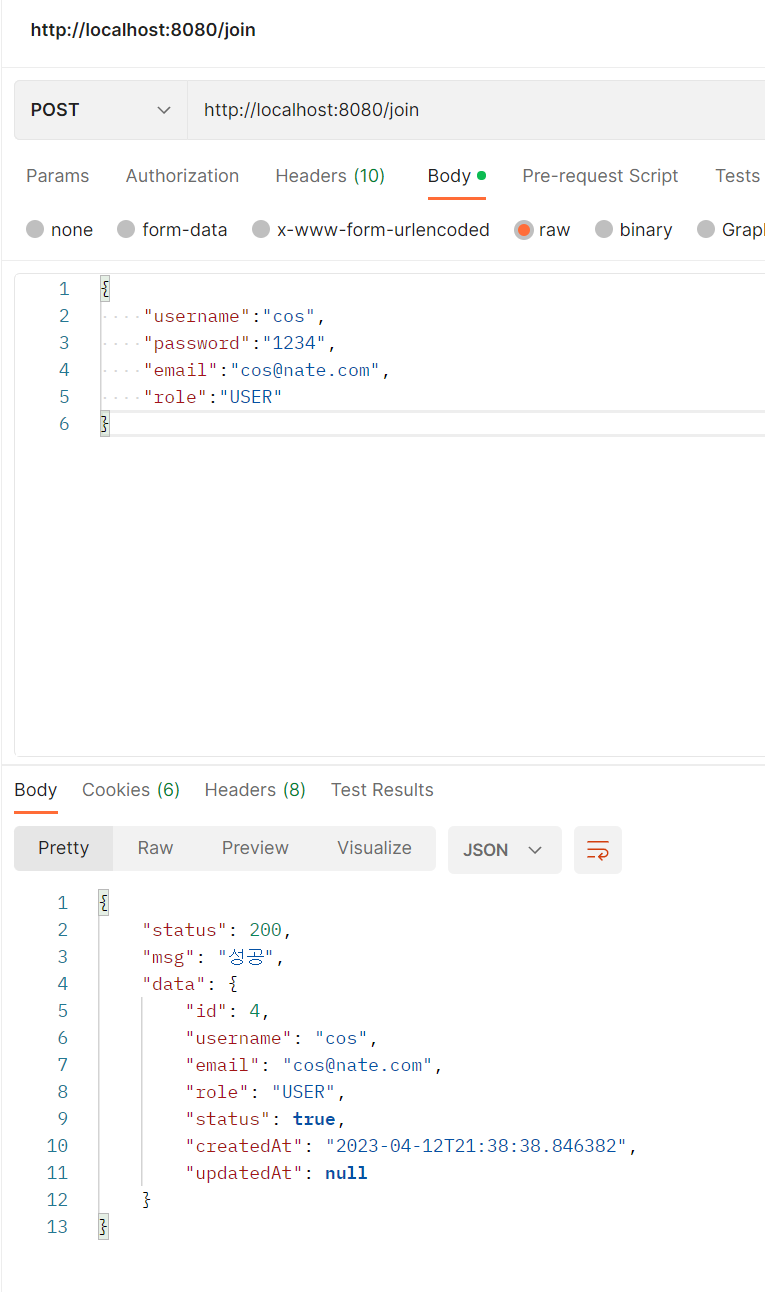 http://localhost:8080/join
POST http://localhost:8080/join
Params Authorization Headers (10) Body Pre-request Script Tests
none form-data x-www-form-urlencoded raw binary Grapl
1 {
2 "username":"cos",
3 "password":"1234",
4 "email":"cos@nate.com",
5 "role":"USER"
6 }
Body Cookies (6) Headers (8) Test Results
Pretty Raw Preview Visualize JSON
1 {
2 "status": 200,
3 "msg": "성공",
4 "data": {
5 "id": 4,
6 "username": "cos",
7 "email": "cos@nate.com",
8 "role": "USER",
9 "status": true,
10 "createdAt": "2023-04-12T21:38:38.846382",
11 "updatedAt": null
12 }
13 }